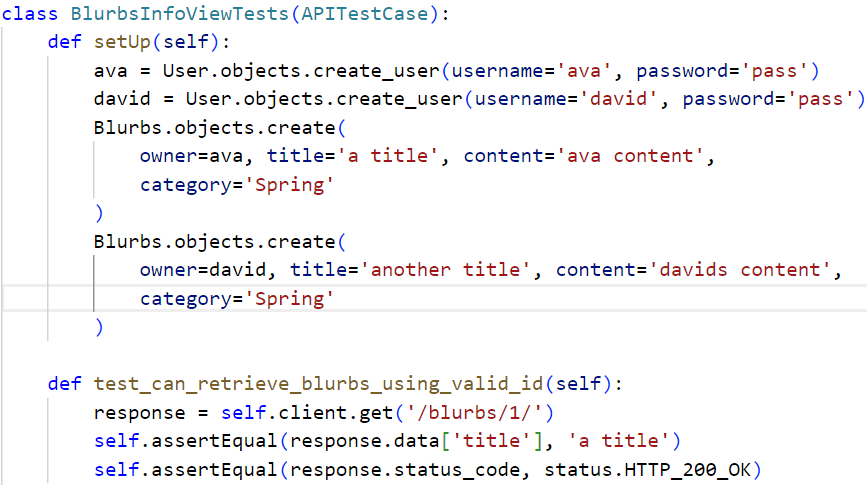 class BlurbsInfoViewTests(APITestCase):
    def setUp(self):
        ava = User.objects.create_user(username='ava', password='pass')
        david = User.objects.create_user(username='david', password='pass')
        Blurbs.objects.create(
            owner=ava, title='a title', content='ava content',
            category='Spring'
        )
        Blurbs.objects.create(
            owner=david, title='another title', content='davids content',
            category='Spring'
        )

    def test_can_retrieve_blurbs_using_valid_id(self):
        response = self.client.get('/blurbs/1/')
        self.assertEqual(response.data['title'], 'a title')
        self.assertEqual(response.status_code, status.HTTP_200_OK)